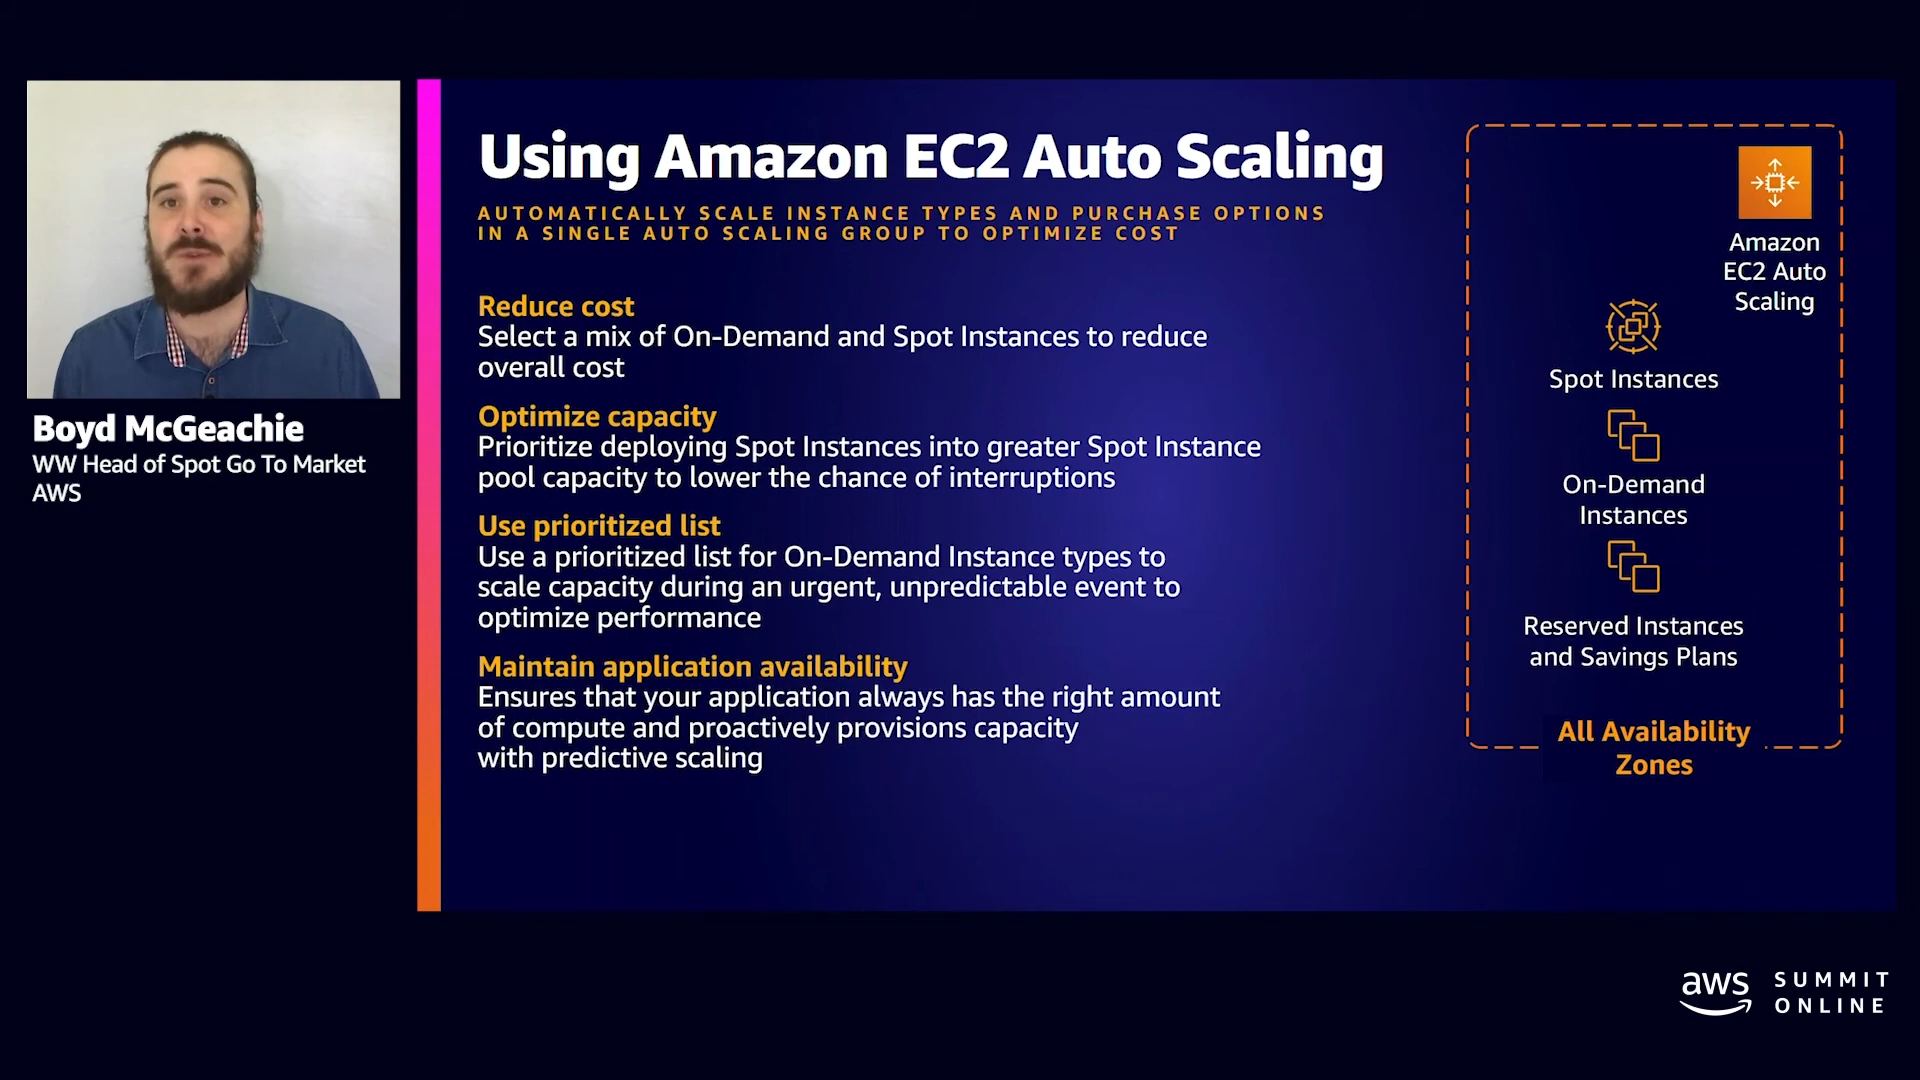 Boyd McGeachie
WW Head of Spot Go To Market
AWS
Using Amazon EC2 Auto Scaling
AUTOMATICALLY SCALE INSTANCE TYPES AND PURCHASE OPTIONS
IN A SINGLE AUTO SCALING GROUP TO OPTIMIZE COST
Reduce cost
Select a mix of On-Demand and Spot Instances to reduce
overall cost
Optimize capacity
Prioritize deploying Spot Instances into greater Spot Instance
pool capacity to lower the chance of interruptions
Use prioritized list
Use a prioritized list for On-Demand Instance types to
scale capacity during an urgent, unpredictable event to
optimize performance
Maintain application availability
Ensures that your application always has the right amount
of compute and proactively provisions capacity
with predictive scaling
Amazon
EC2 Auto
Scaling
Spot Instances
On-Demand
Instances
Reserved Instances
and Savings Plans
All Availability
Zones
aws
SUMMIT
ONLINE